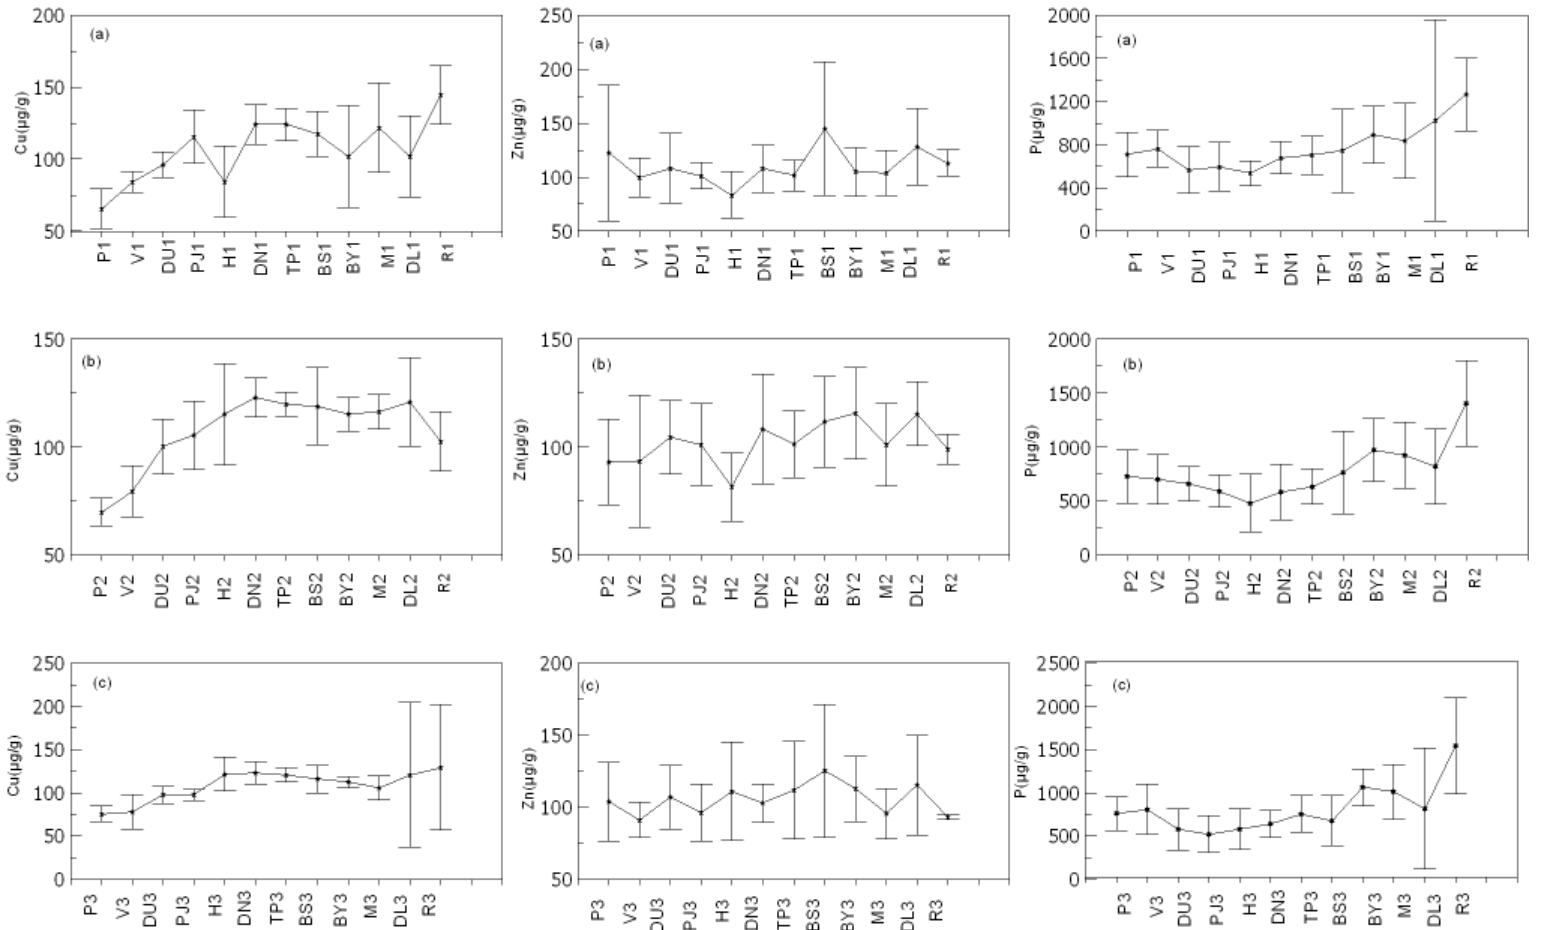 (a)
Cu(µg/g)
200
150
100
50
P1 V1 DU1 PJ1 H1 DN1 TP1 BS1 BY1 M1 DL1 R1
(a)
Zn(µg/g)
250
200
150
100
50
P1 V1 DU1 PJ1 H1 DN1 TP1 BS1 BY1 M1 DL1 R1
(a)
P(µg/g)
2000
1600
1200
800
400
0
P1 V1 DU1 PJ1 H1 DN1 TP1 BS1 BY1 M1 DL1 R1
(b)
Cu(µg/g)
150
100
50
P2 V2 DU2 PJ2 H2 DN2 TP2 BS2 BY2 M2 DL2 R2
(b)
Zn(µg/g)
150
100
50
P2 V2 DU2 PJ2 H2 DN2 TP2 BS2 BY2 M2 DL2 R2
(b)
P(µg/g)
2000
1500
1000
500
0
P2 V2 DU2 PJ2 H2 DN2 TP2 BS2 BY2 M2 DL2 R2
(c)
Cu(µg/g)
250
200
150
100
50
0
P3 V3 DU3 PJ3 H3 DN3 TP3 BS3 BY3 M3 DL3 R3
(c)
Zn(µg/g)
200
150
100
50
P3 V3 DU3 PJ3 H3 DN3 TP3 BS3 BY3 M3 DL3 R3
(c)
P(µg/g)
2500
2000
1500
1000
500
0
P3 V3 DU3 PJ3 H3 DN3 TP3 BS3 BY3 M3 DL3 R3